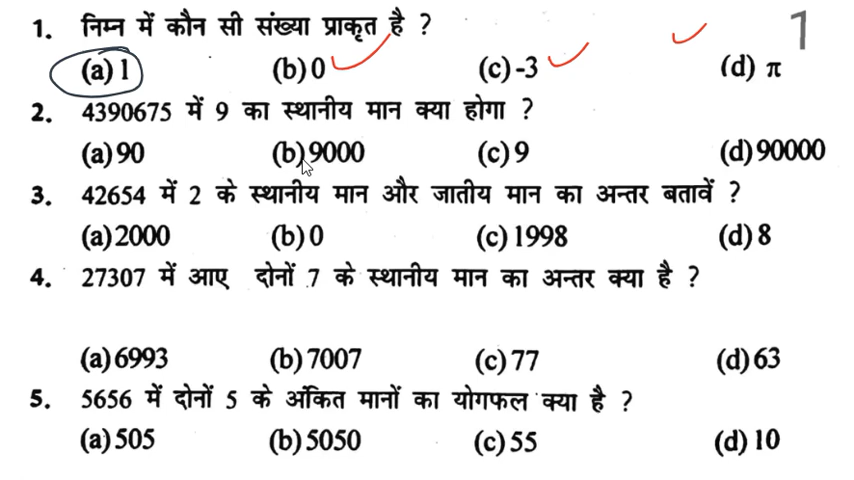 1
1. निम्न में कौन सी संख्या प्राकृत है ?
(a) 1 (b) 0 (c) -3 (d) π
2. 4390675 में 9 का स्थानीय मान क्या होगा ?
(a) 90 (b) 9000 (c) 9 (d) 90000
3. 42654 में 2 के स्थानीय मान और जातीय मान का अन्तर बतावें ?
(a) 2000 (b) 0 (c) 1998 (d) 8
4. 27307 में आए दोनों 7 के स्थानीय मान का अन्तर क्या है ?
(a) 6993 (b) 7007 (c) 77 (d) 63
5. 5656 में दोनों 5 के अंकित मानों का योगफल क्या है ?
(a) 505 (b) 5050 (c) 55 (d) 10